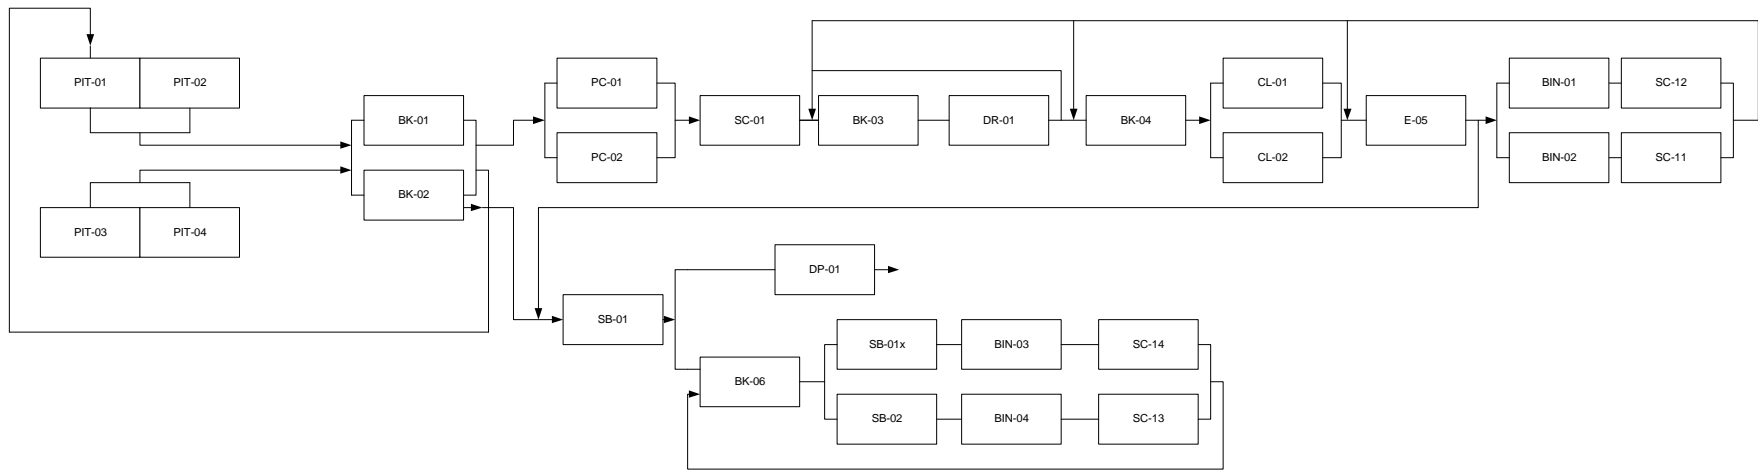 PIT-01
PIT-02
PIT-03
PIT-04
BK-01
BK-02
PC-01
PC-02
SC-01
BK-03
DR-01
BK-04
CL-01
CL-02
E-05
BIN-01
SC-12
BIN-02
SC-11
DP-01
SB-01
BK-06
SB-01x
BIN-03
SC-14
SB-02
BIN-04
SC-13